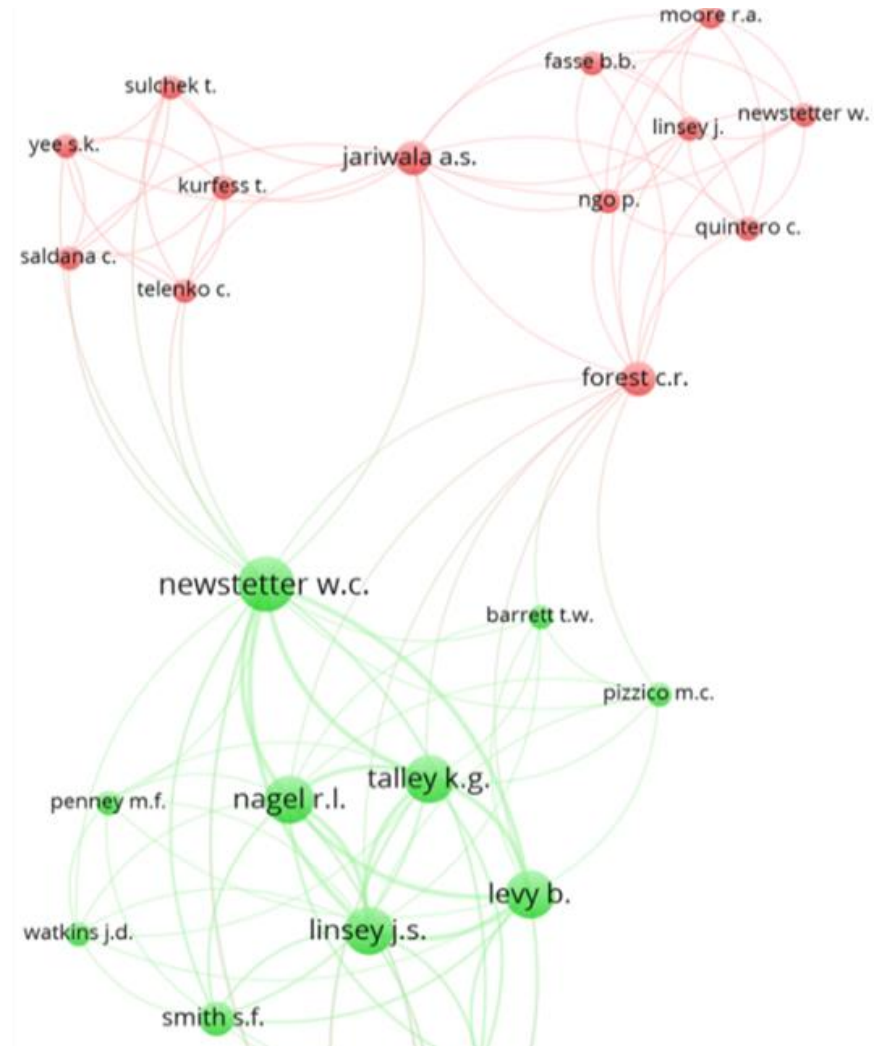 moore r.a.
fasse b.b.
sulchek t.
newstetter w.
linsey j.
yee s.k.
jariwala a.s.
kurfess t.
ngo p.
quintero c.
saldana c.
telenko c.
forest c.r.
newstetter w.c.
barrett t.w.
pizzico m.c.
talley k.g.
nagel r.l.
penney m.f.
levy b.
linsey j.s.
watkins j.d.
smith s.f.